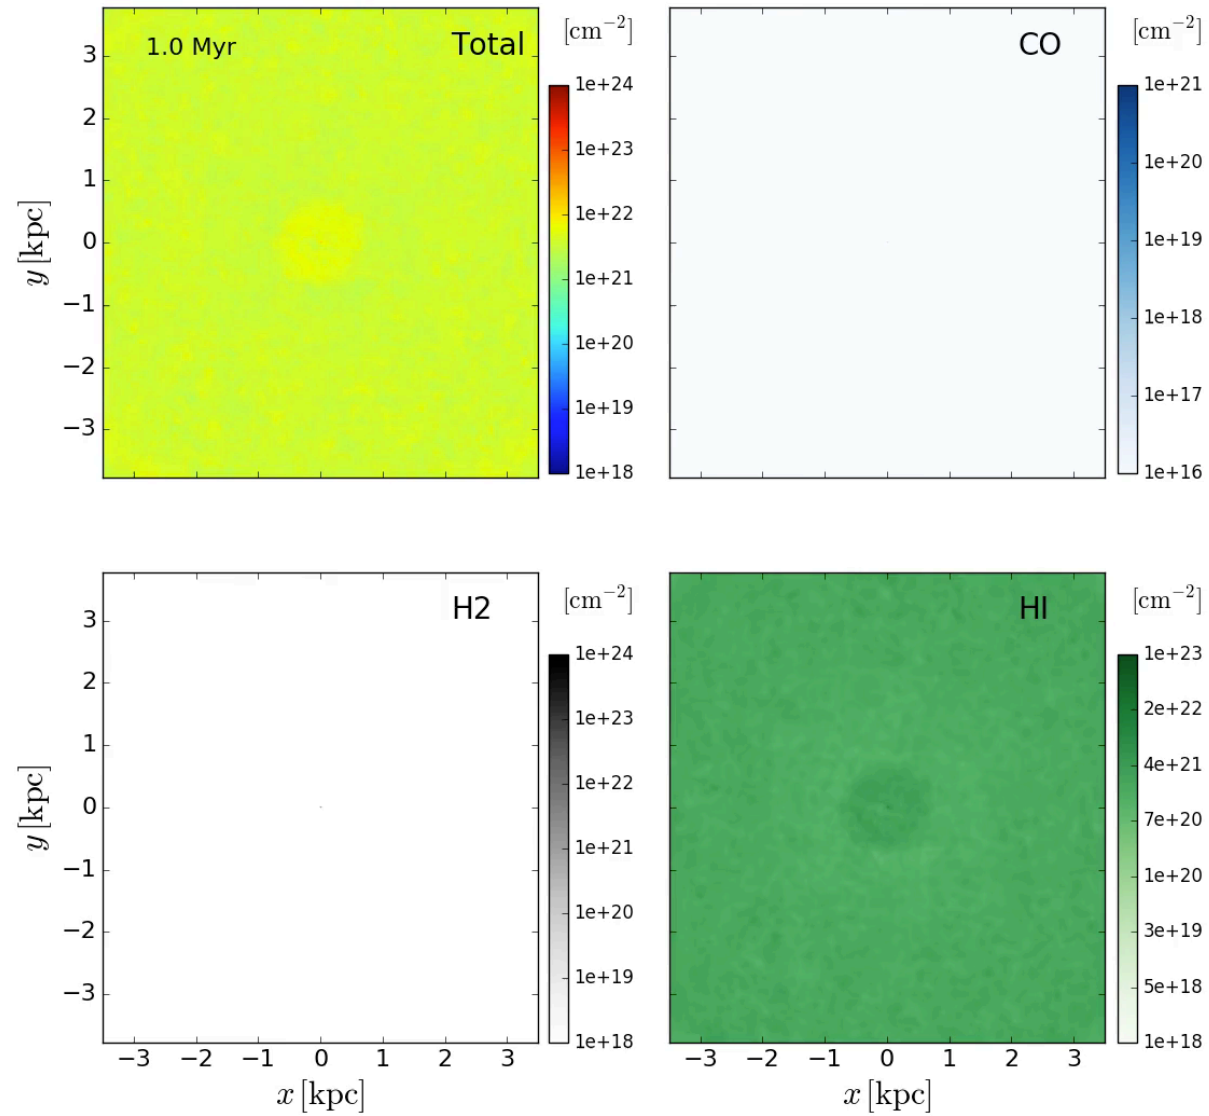 1.0 Myr
Total
[cm⁻²]
3
2
1
0
−1
−2
−3
y [kpc]
1e+24
1e+23
1e+22
1e+21
1e+20
1e+19
1e+18
CO
[cm⁻²]
1e+21
1e+20
1e+19
1e+18
1e+17
1e+16
H2
[cm⁻²]
3
2
1
0
−1
−2
−3
y [kpc]
1e+24
1e+23
1e+22
1e+21
1e+20
1e+19
1e+18
−3 −2 −1 0 1 2 3
x [kpc]
HI
[cm⁻²]
1e+23
2e+22
4e+21
7e+20
1e+20
3e+19
5e+18
1e+18
−3 −2 −1 0 1 2 3
x [kpc]